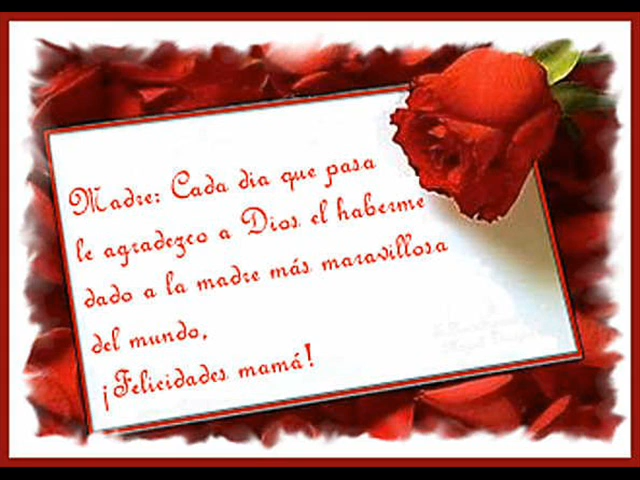 Madre: Cada dia que pasa
le agradezco a Dios el haberme
dado a la madre más maravillosa
del mundo,
¡Felicidades mamá!